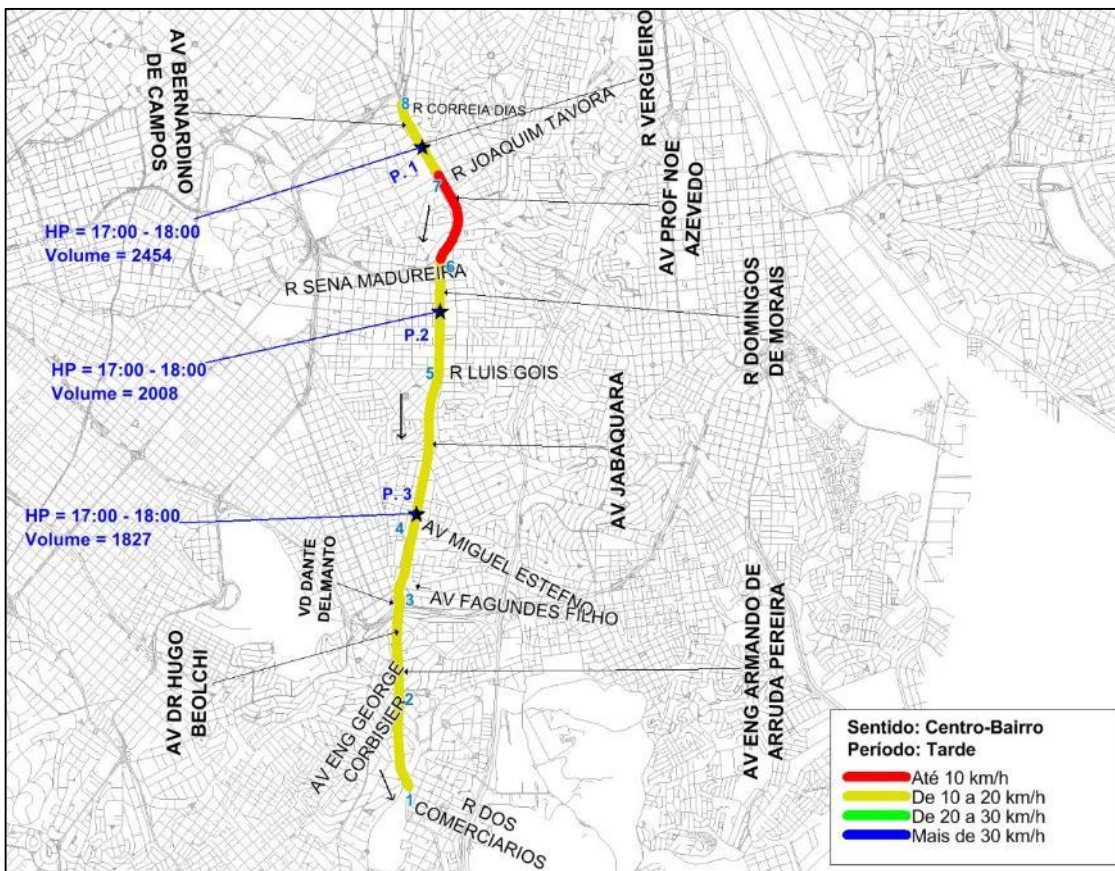 AV BERNARDINO
DE CAMPOS
8
R CORREIA DIAS
R VERGUEIRO
R JOAQUIM TAVORA
P. 1
7
AV PROF NOE
AZEVEDO
HP = 17:00 - 18:00
Volume = 2454
6
R SENA MADUREIRA
R DOMINGOS
DE MORAIS
P.2
HP = 17:00 - 18:00
Volume = 2008
5
R LUIS GOIS
AV JABAQUARA
P. 3
HP = 17:00 - 18:00
Volume = 1827
4
AV MIGUEL ESTEFNO
VD DANTE
DELMANTO
3
AV FAGUNDES FILHO
AV DR HUGO
BEOLCHI
AV ENG GEORGE
CORBISIER
2
AV ENG ARMANDO DE
ARRUDA PEREIRA
1
R DOS
COMERCIARIOS
Sentido: Centro-Bairro
Período: Tarde
Até 10 km/h
De 10 a 20 km/h
De 20 a 30 km/h
Mais de 30 km/h